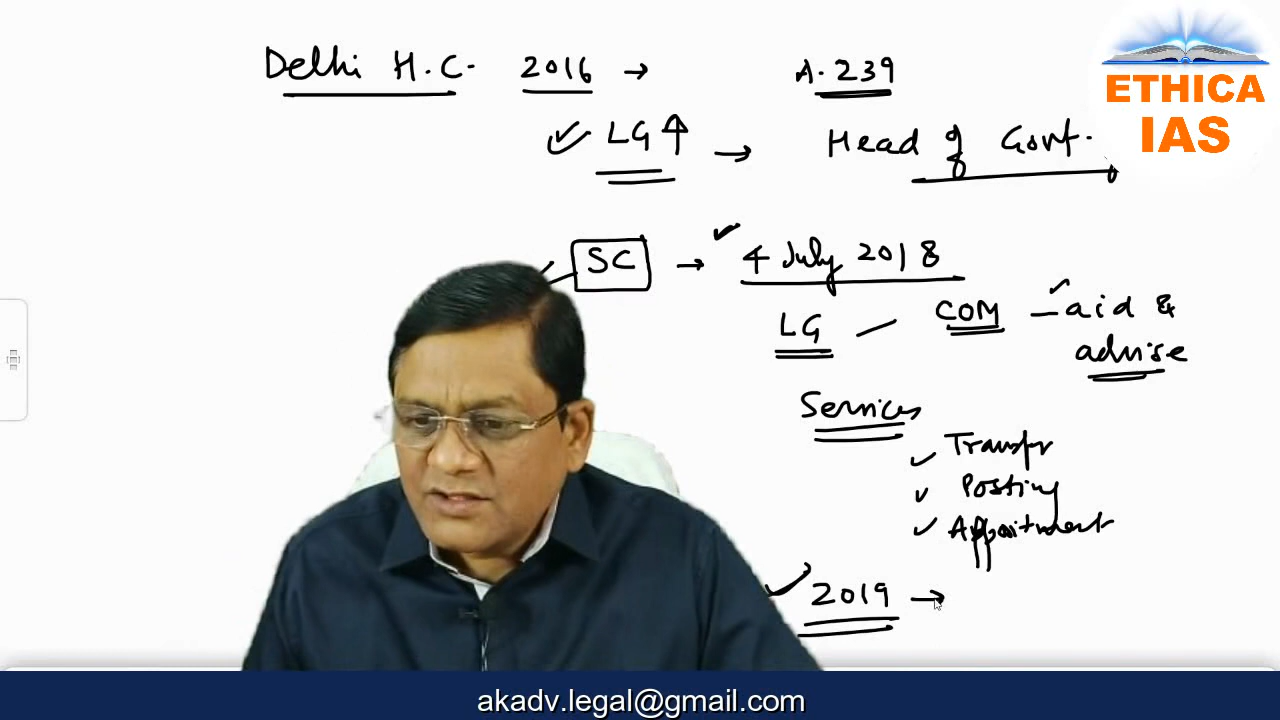 Delhi H.C. 2016 → A. 239
ETHICA
IAS
LG ↑ → Head of Govt.
SC → 4 July 2018
LG — COM — aid &
advise
Services
Transfer
Posting
Appoitment
2019 →
akadv.legal@gmail.com